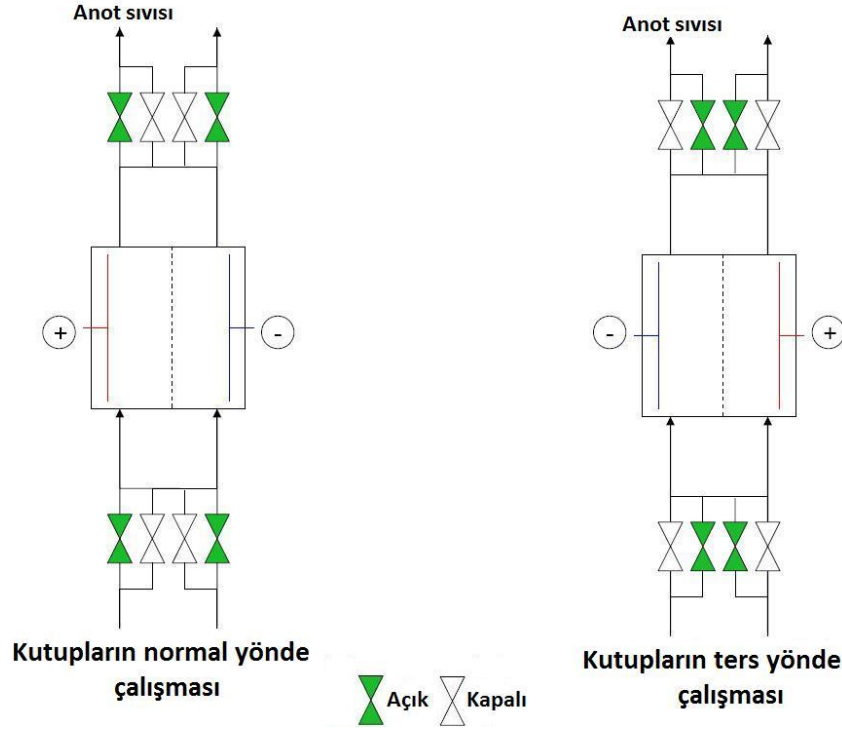 Anot sıvısı
Anot sıvısı
+
-
-
+
Kutupların normal yönde
çalışması
Kutupların ters yönde
çalışması
Açık
Kapalı